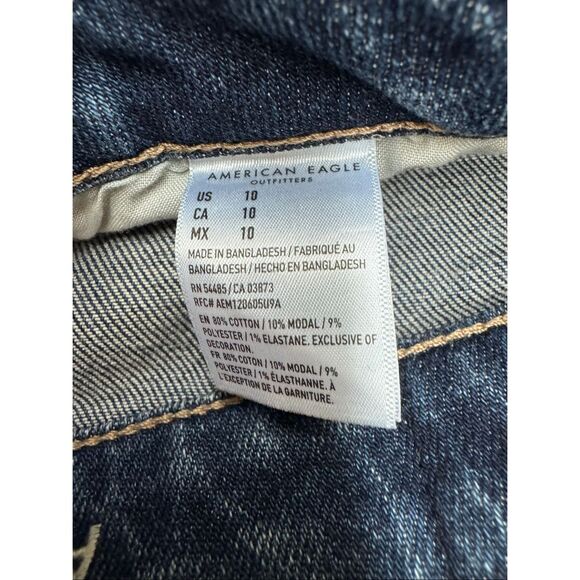 AMERICAN EAGLE
OUTFITTERS
US 10
CA 10
MX 10
MADE IN BANGLADESH / FABRIQUÉ AU
BANGLADESH / HECHO EN BANGLADESH
RN 54485 / CA 03873
RFC# AEM120605U9A
EN 80% COTTON / 10% MODAL / 9%
POLYESTER / 1% ELASTANE. EXCLUSIVE OF
DECORATION.
FR 80% COTON / 10% MODAL / 9%
POLYESTER / 1% ÉLASTHANNE. À
L'EXCEPTION DE LA GARNITURE.